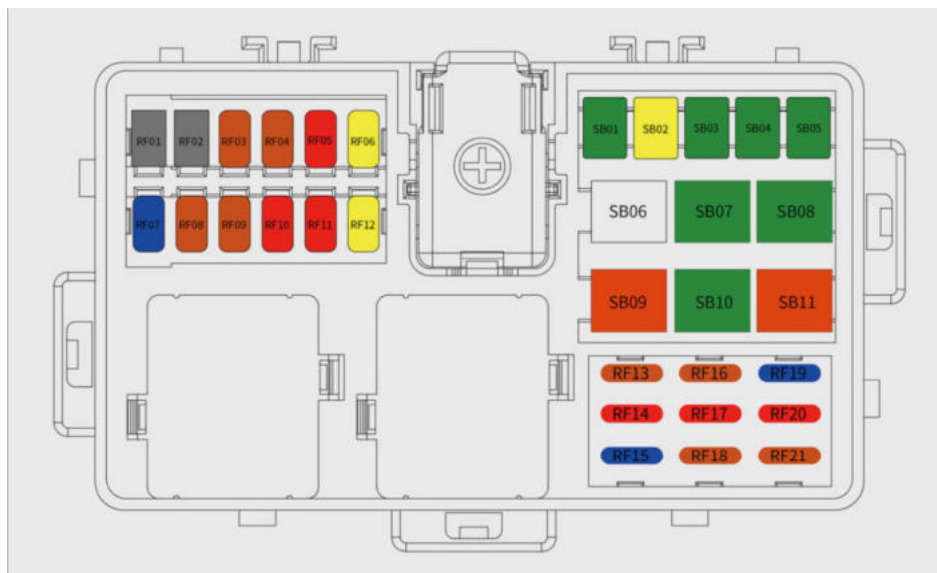 RF01 RF02 RF03 RF04 RF05 RF06
RF07 RF08 RF09 RF10 RF11 RF12
SB01 SB02 SB03 SB04 SB05
SB06 SB07 SB08
SB09 SB10 SB11
RF13 RF16 RF19
RF14 RF17 RF20
RF15 RF18 RF21